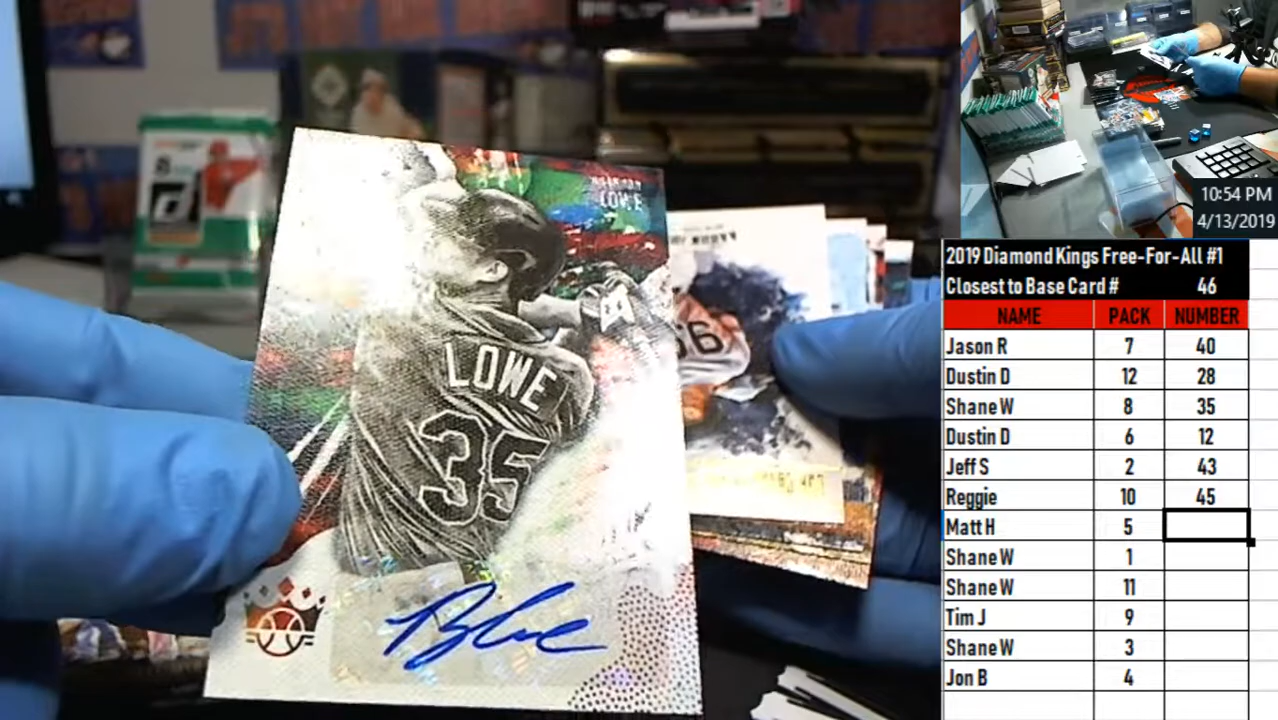 BRANDON
LOWE
LOWE
35
66
10:54 PM
4/13/2019
2019 Diamond Kings Free-For-All #1
Closest to Base Card # 46
NAME PACK NUMBER
Jason R 7 40
Dustin D 12 28
Shane W 8 35
Dustin D 6 12
Jeff S 2 43
Reggie 10 45
Matt H 5
Shane W 1
Shane W 11
Tim J 9
Shane W 3
Jon B 4